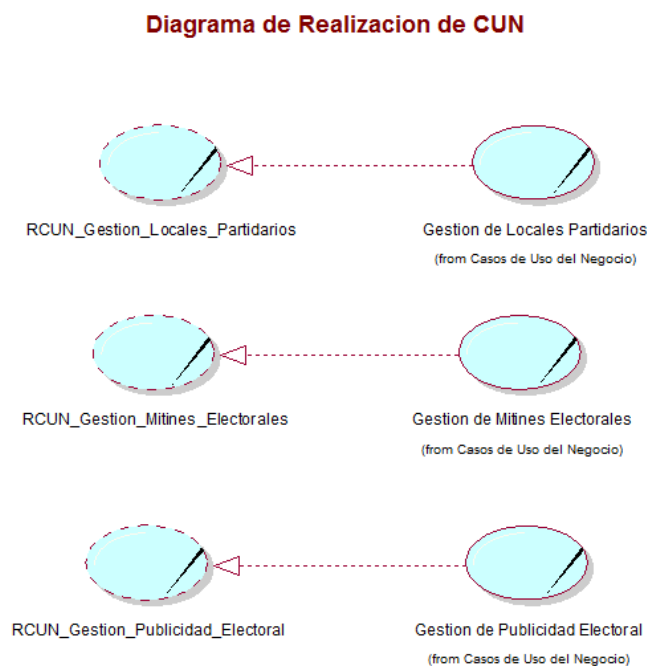 Diagrama de Realizacion de CUN
RCUN_Gestion_Locales_Partidarios
Gestion de Locales Partidarios
(from Casos de Uso del Negocio)
RCUN_Gestion_Mitines_Electorales
Gestion de Mitines Electorales
(from Casos de Uso del Negocio)
RCUN_Gestion_Publicidad_Electoral
Gestion de Publicidad Electoral
(from Casos de Uso del Negocio)